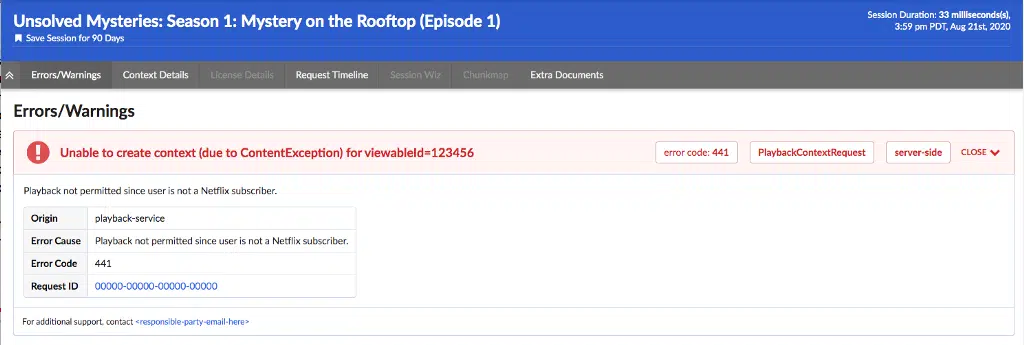 Unsolved Mysteries: Season 1: Mystery on the Rooftop (Episode 1)
Session Duration: 33 milliseconds(s),
3:59 pm PDT, Aug 21st, 2020
Save Session for 90 Days
Errors/Warnings Context Details License Details Request Timeline Session Wiz Chunkmap Extra Documents
Errors/Warnings
Unable to create context (due to ContentException) for viewableId=123456 error code: 441 PlaybackContextRequest server-side CLOSE
Playback not permitted since user is not a Netflix subscriber.
Origin playback-service
Error Cause Playback not permitted since user is not a Netflix subscriber.
Error Code 441
Request ID 00000-00000-00000-00000
For additional support, contact <responsible-party-email-here>